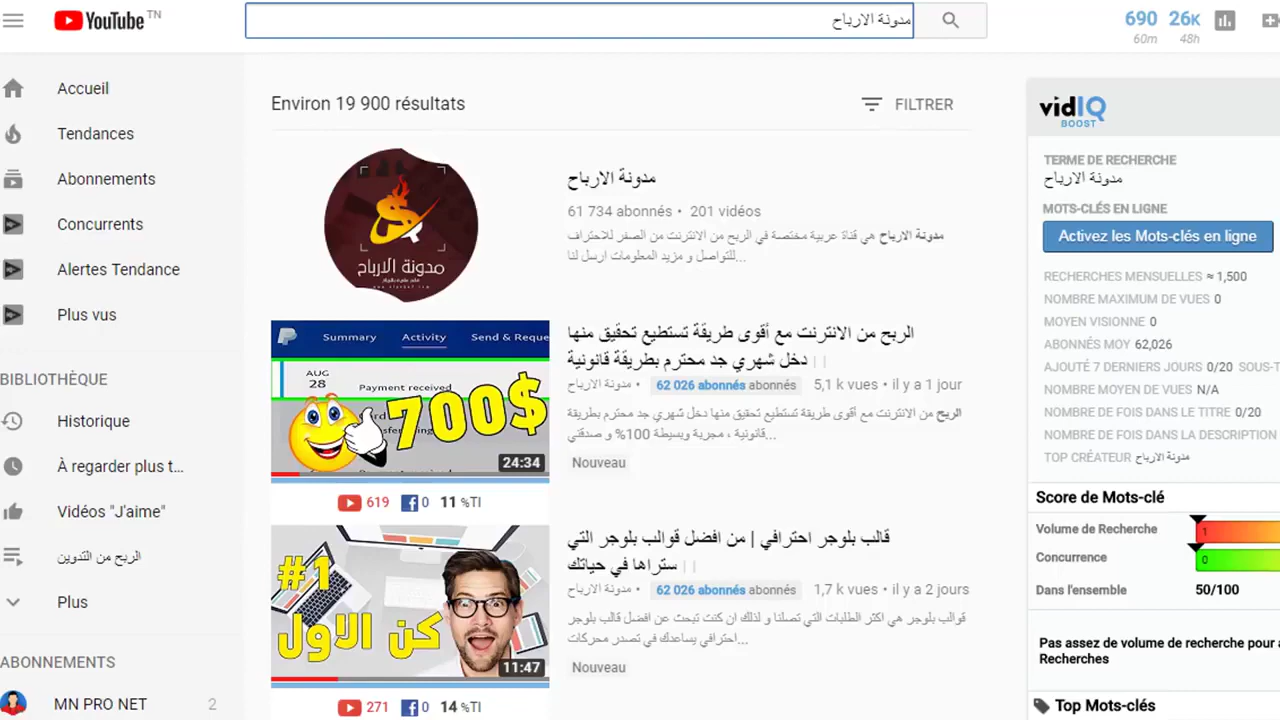 YouTube TN
مدونة الارباح
690 26K
60m 48h
Accueil
Tendances
Abonnements
Concurrents
Alertes Tendance
Plus vus
BIBLIOTHÈQUE
Historique
À regarder plus t...
Vidéos "J'aime"
الربح من التدوين
Plus
ABONNEMENTS
MN PRO NET 2
Environ 19 900 résultats
FILTRER
مدونة الارباح
مدونة الارباح
61 734 abonnés • 201 vidéos
مدونة الارباح هي قناة عربية مختصة في الربح من الانترنت من الصفر للاحتراف
للتواصل و مزيد المعلومات ارسل لنا...
Summary Activity Send & Reque
AUG
28
Payment received
700$
24:34
619 0 11 %TI
الربح من الانترنت مع أقوى طريقة تستطيع تحقيق منها
دخل شهري جد محترم بطريقة قانونية
مدونة الارباح • 62 026 abonnés abonnés 5,1k vues • il y a 1 jour
الربح من الانترنت مع أقوى طريقة تستطيع تحقيق منها دخل شهري جد محترم بطريقة
قانونية ، مجربة وبسيطة 100% و صدقتي...
Nouveau
#1
كن الاول
11:47
271 0 14 %TI
قالب بلوجر احترافي | من افضل قوالب بلوجر التي
ستراها في حياتك
مدونة الارباح • 62 026 abonnés abonnés 1,7k vues • il y a 2 jours
قوالب بلوجر هي اكثر الطلبات التي تصلنا و لذلك ان كنت تبحث عن افضل قالب بلوجر
احترافي يساعدك في تصدر محركات...
Nouveau
vidIQ
BOOST
TERME DE RECHERCHE
مدونة الارباح
MOTS-CLÉS EN LIGNE
Activez les Mots-clés en ligne
RECHERCHES MENSUELLES ≈ 1,500
NOMBRE MAXIMUM DE VUES 0
MOYEN VISIONNE 0
ABONNÉS MOY 62,026
AJOUTÉ 7 DERNIERS JOURS 0/20 SOUS-T
NOMBRE MOYEN DE VUES N/A
NOMBRE DE FOIS DANS LE TITRE 0/20
NOMBRE DE FOIS DANS LA DESCRIPTION
TOP CRÉATEUR مدونة الارباح
Score de Mots-clé
Volume de Recherche 1
Concurrence 0
Dans l'ensemble 50/100
Pas assez de volume de recherche pour a
Recherches
Top Mots-clés